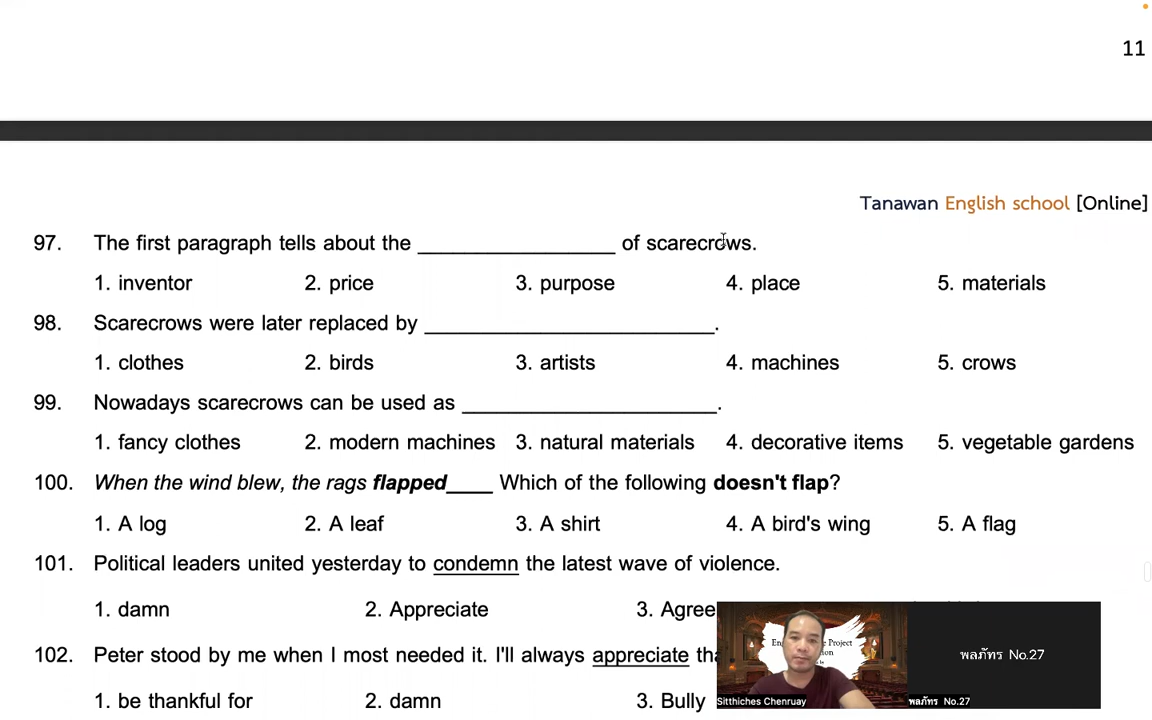 11
Tanawan English school [Online]
97. The first paragraph tells about the ________________ of scarecrows.
1. inventor 2. price 3. purpose 4. place 5. materials
98. Scarecrows were later replaced by ________________________.
1. clothes 2. birds 3. artists 4. machines 5. crows
99. Nowadays scarecrows can be used as _____________________.
1. fancy clothes 2. modern machines 3. natural materials 4. decorative items 5. vegetable gardens
100. When the wind blew, the rags flapped____ Which of the following doesn't flap?
1. A log 2. A leaf 3. A shirt 4. A bird's wing 5. A flag
101. Political leaders united yesterday to condemn the latest wave of violence.
1. damn 2. Appreciate 3. Agree
102. Peter stood by me when I most needed it. I'll always appreciate
1. be thankful for 2. damn 3. Bully
พลภัทร No.27
Sitthiches Chenruay
พลภัทร No.27